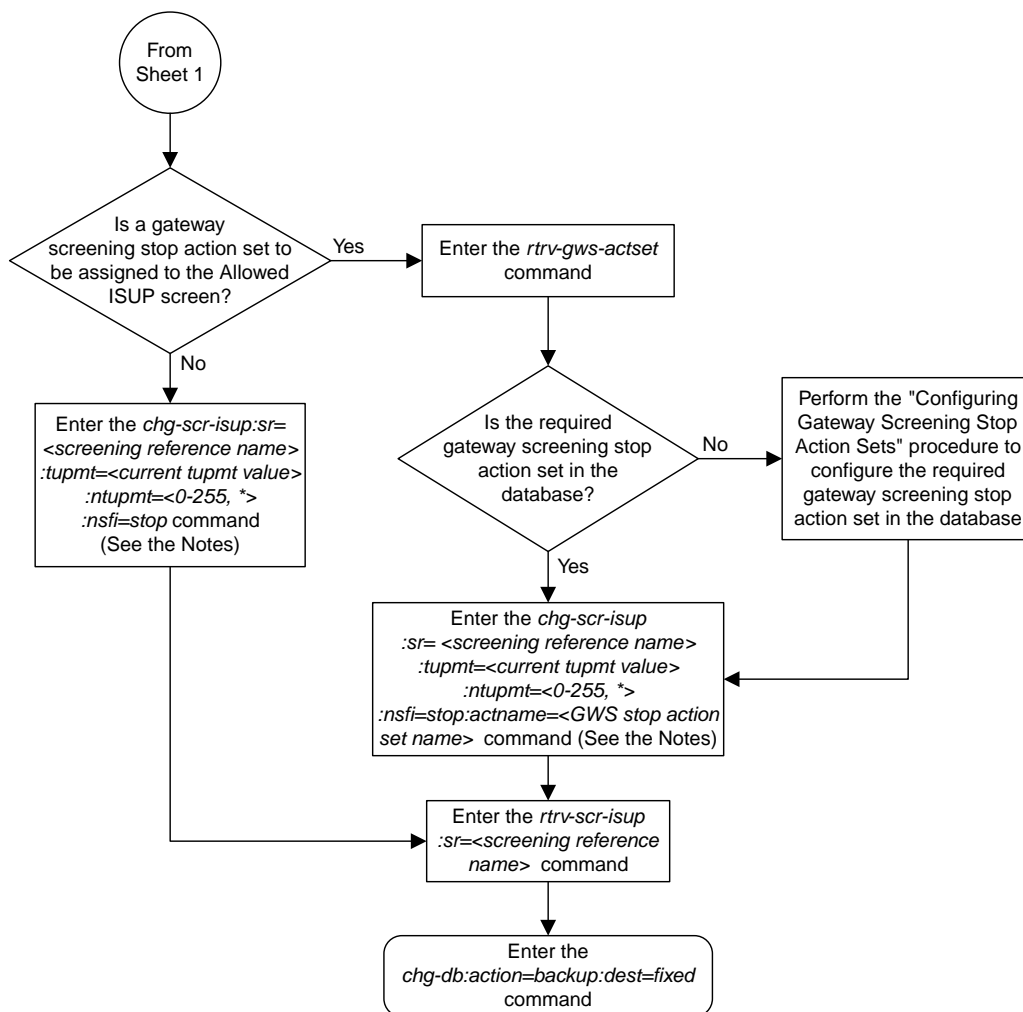 From
Sheet 1
Is a gateway
screening stop action set to
be assigned to the Allowed
ISUP screen?
Yes
No
Enter the rtrv-gws-actset
command
Is the required
gateway screening stop
action set in the
database?
No
Yes
Perform the "Configuring
Gateway Screening Stop
Action Sets" procedure to
configure the required
gateway screening stop
action set in the database
Enter the chg-scr-isup:sr=
<screening reference name>
:tupmt=<current tupmt value>
:ntupmt=<0-255, *>
:nsfi=stop command
(See the Notes)
Enter the chg-scr-isup
:sr= <screening reference name>
:tupmt=<current tupmt value>
:ntupmt=<0-255, *>
:nsfi=stop:actname=<GWS stop action
set name> command (See the Notes)
Enter the rtrv-scr-isup
:sr=<screening reference
name> command
Enter the
chg-db:action=backup:dest=fixed
command